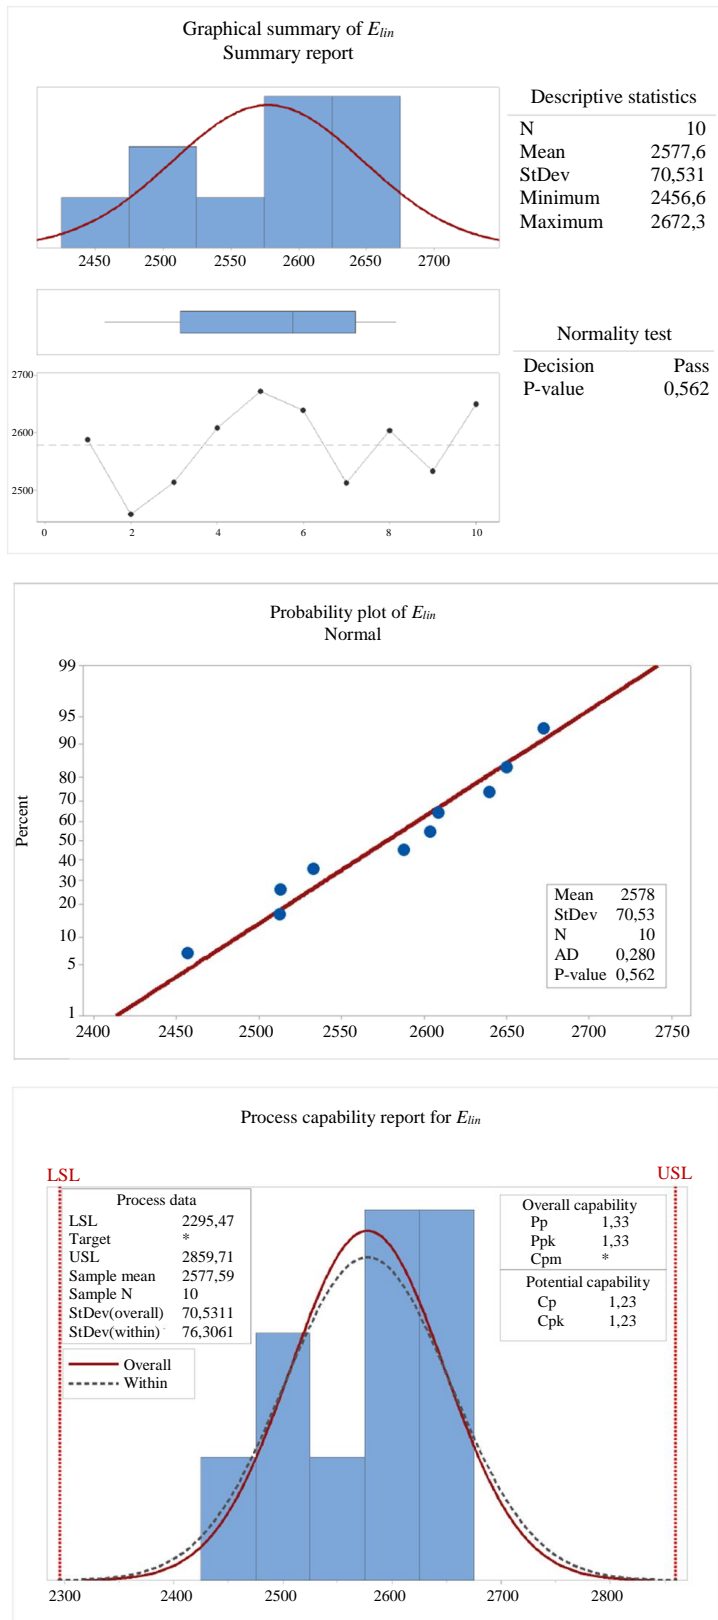 Graphical summary of E_lin
Summary report
Descriptive statistics
N 10
Mean 2577,6
StDev 70,531
Minimum 2456,6
Maximum 2672,3
2450 2500 2550 2600 2650 2700
Normality test
Decision Pass
P-value 0,562
2700
2600
2500
0 2 4 6 8 10
Probability plot of E_lin
Normal
Percent
99
95
90
80
70
60
50
40
30
20
10
5
1
Mean 2578
StDev 70,53
N 10
AD 0,280
P-value 0,562
2400 2450 2500 2550 2600 2650 2700 2750
Process capability report for E_lin
LSL USL
Process data
LSL 2295,47
Target *
USL 2859,71
Sample mean 2577,59
Sample N 10
StDev(overall) 70,5311
StDev(within) 76,3061
Overall
Within
Overall capability
Pp 1,33
Ppk 1,33
Cpm *
Potential capability
Cp 1,23
Cpk 1,23
2300 2400 2500 2600 2700 2800